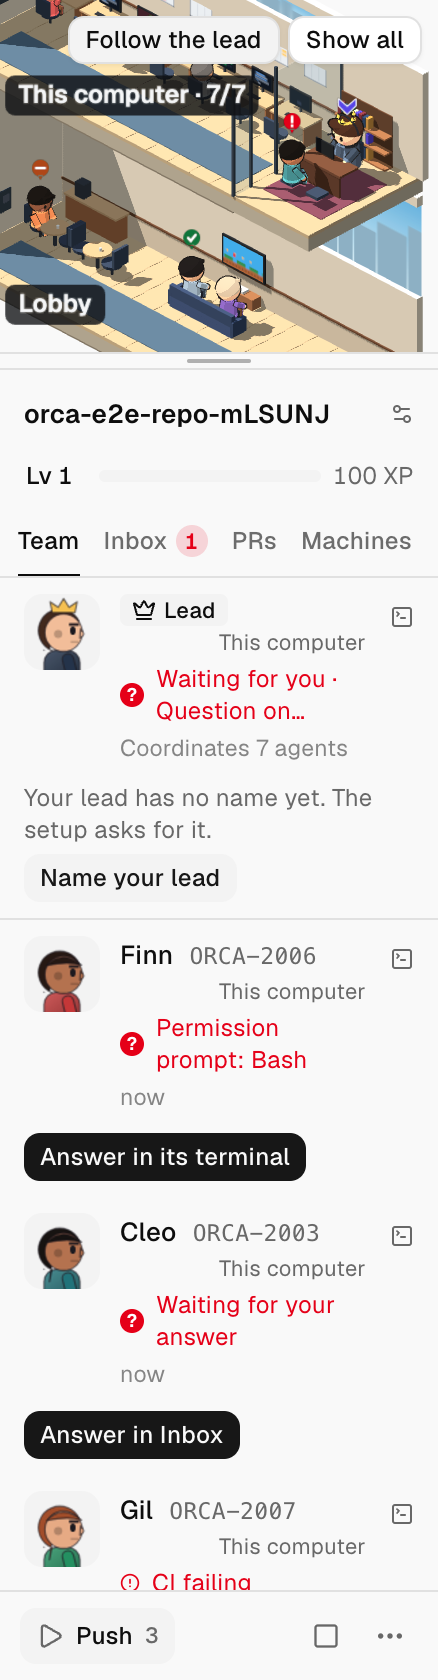 Follow the lead
Show all
This computer · 7/7
Lobby
orca-e2e-repo-mLSUNJ
Lv 1
100 XP
Team
Inbox 1
PRs
Machines
Lead
This computer
Waiting for you ·
Question on…
Coordinates 7 agents
Your lead has no name yet. The
setup asks for it.
Name your lead
Finn ORCA-2006
This computer
Permission
prompt: Bash
now
Answer in its terminal
Cleo ORCA-2003
This computer
Waiting for your
answer
now
Answer in Inbox
Gil ORCA-2007
This computer
CI failing
Push 3